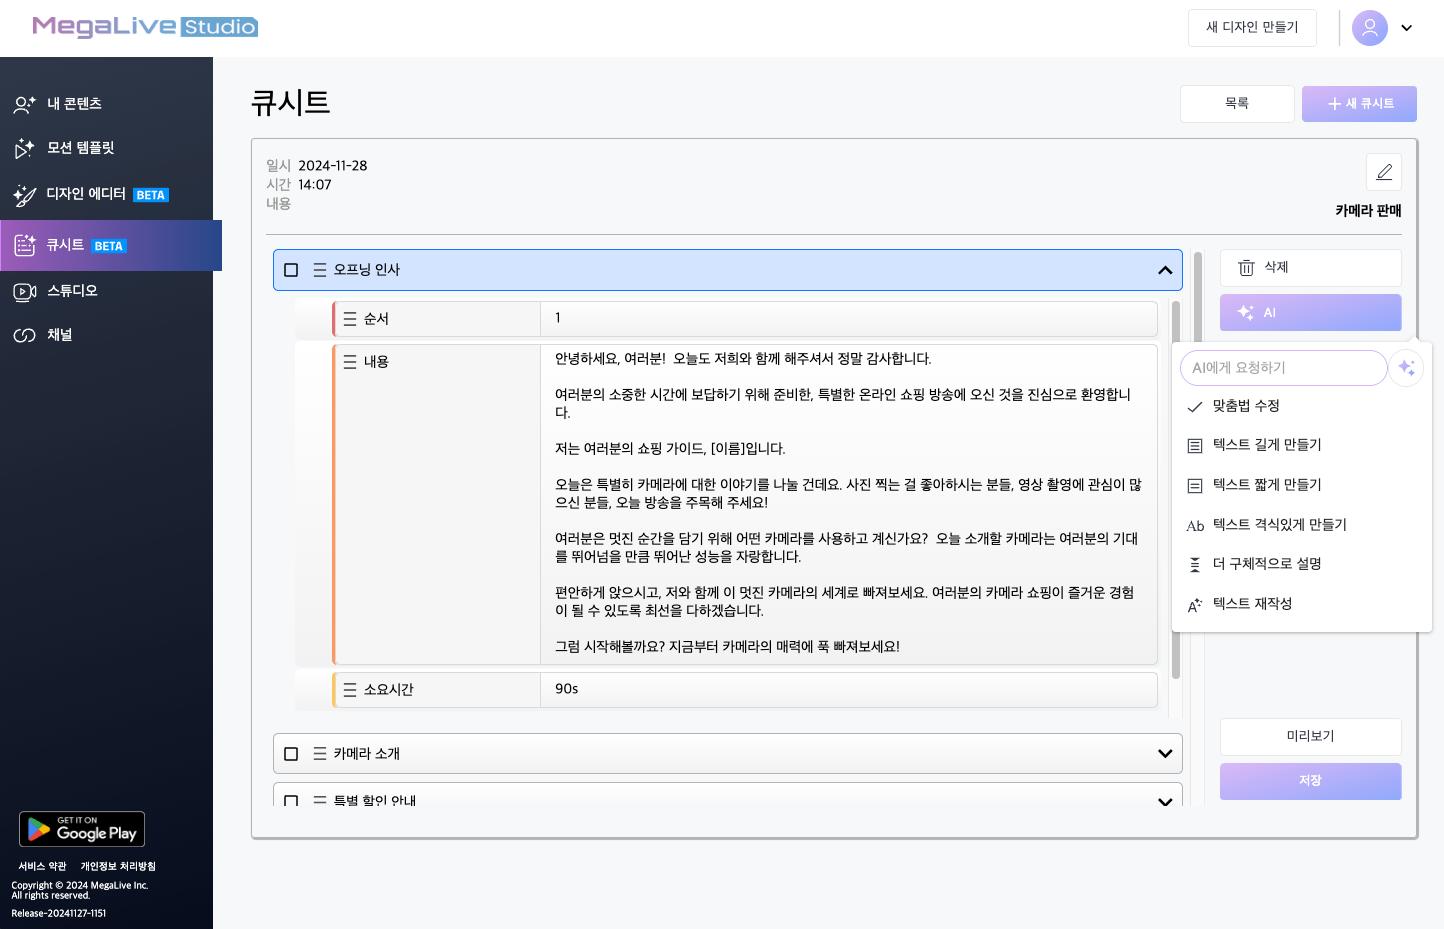 MegaLive Studio
새 디자인 만들기
내 콘텐츠
모션 템플릿
디자인 에디터 BETA
큐시트 BETA
스튜디오
채널
GET IT ON
Google Play
서비스 약관 개인정보 처리방침
Copyright © 2024 MegaLive Inc.
All rights reserved.
Release-20241127-1151
큐시트
목록
새 큐시트
일시 2024-11-28
시간 14:07
내용
카메라 판매
오프닝 인사
순서 1
내용
안녕하세요, 여러분! 오늘도 저희와 함께 해주셔서 정말 감사합니다.
여러분의 소중한 시간에 보답하기 위해 준비한, 특별한 온라인 쇼핑 방송에 오신 것을 진심으로 환영합니
다.
저는 여러분의 쇼핑 가이드, [이름]입니다.
오늘은 특별히 카메라에 대한 이야기를 나눌 건데요. 사진 찍는 걸 좋아하시는 분들, 영상 촬영에 관심이 많
으신 분들, 오늘 방송을 주목해 주세요!
여러분은 멋진 순간을 담기 위해 어떤 카메라를 사용하고 계신가요? 오늘 소개할 카메라는 여러분의 기대
를 뛰어넘을 만큼 뛰어난 성능을 자랑합니다.
편안하게 앉으시고, 저와 함께 이 멋진 카메라의 세계로 빠져보세요. 여러분의 카메라 쇼핑이 즐거운 경험
이 될 수 있도록 최선을 다하겠습니다.
그럼 시작해볼까요? 지금부터 카메라의 매력에 푹 빠져보세요!
소요시간 90s
카메라 소개
특별 할인 안내
삭제
AI
AI에게 요청하기
맞춤법 수정
텍스트 길게 만들기
텍스트 짧게 만들기
Ab 텍스트 격식있게 만들기
더 구체적으로 설명
A 텍스트 재작성
미리보기
저장